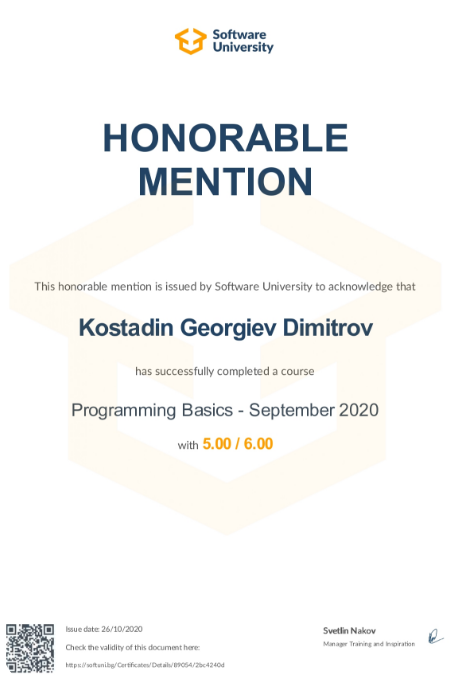 Software
University
HONORABLE
MENTION
This honorable mention is issued by Software University to acknowledge that
Kostadin Georgiev Dimitrov
has successfully completed a course
Programming Basics - September 2020
with 5.00 / 6.00
Issue date: 26/10/2020
Check the validity of this document here:
https://softuni.bg/Certificates/Details/89054/2bc4240d
Svetlin Nakov
Manager Training and Inspiration